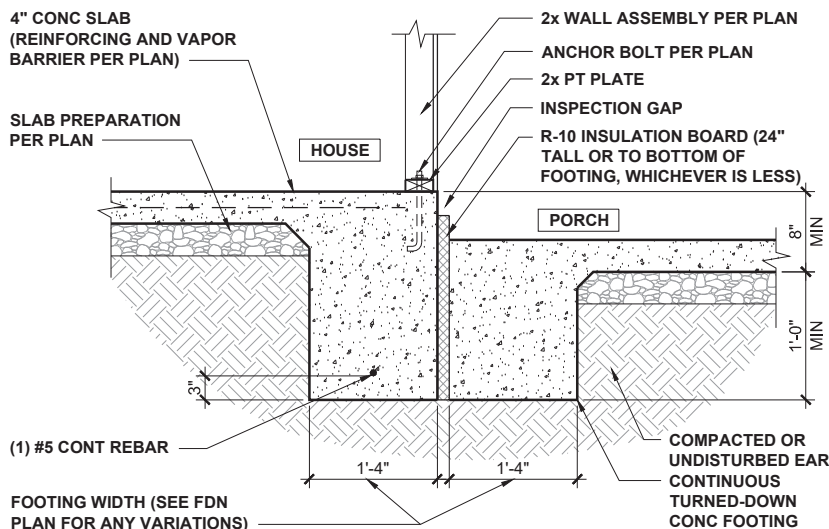 4" CONC SLAB
(REINFORCING AND VAPOR
BARRIER PER PLAN)
SLAB PREPARATION
PER PLAN
HOUSE
2x WALL ASSEMBLY PER PLAN
ANCHOR BOLT PER PLAN
2x PT PLATE
INSPECTION GAP
R-10 INSULATION BOARD (24"
TALL OR TO BOTTOM OF
FOOTING, WHICHEVER IS LESS)
PORCH
8"
MIN
1'-0"
MIN
3"
(1) #5 CONT REBAR
1'-4"
1'-4"
FOOTING WIDTH (SEE FDN
PLAN FOR ANY VARIATIONS)
COMPACTED OR
UNDISTURBED EAR
CONTINUOUS
TURNED-DOWN
CONC FOOTING